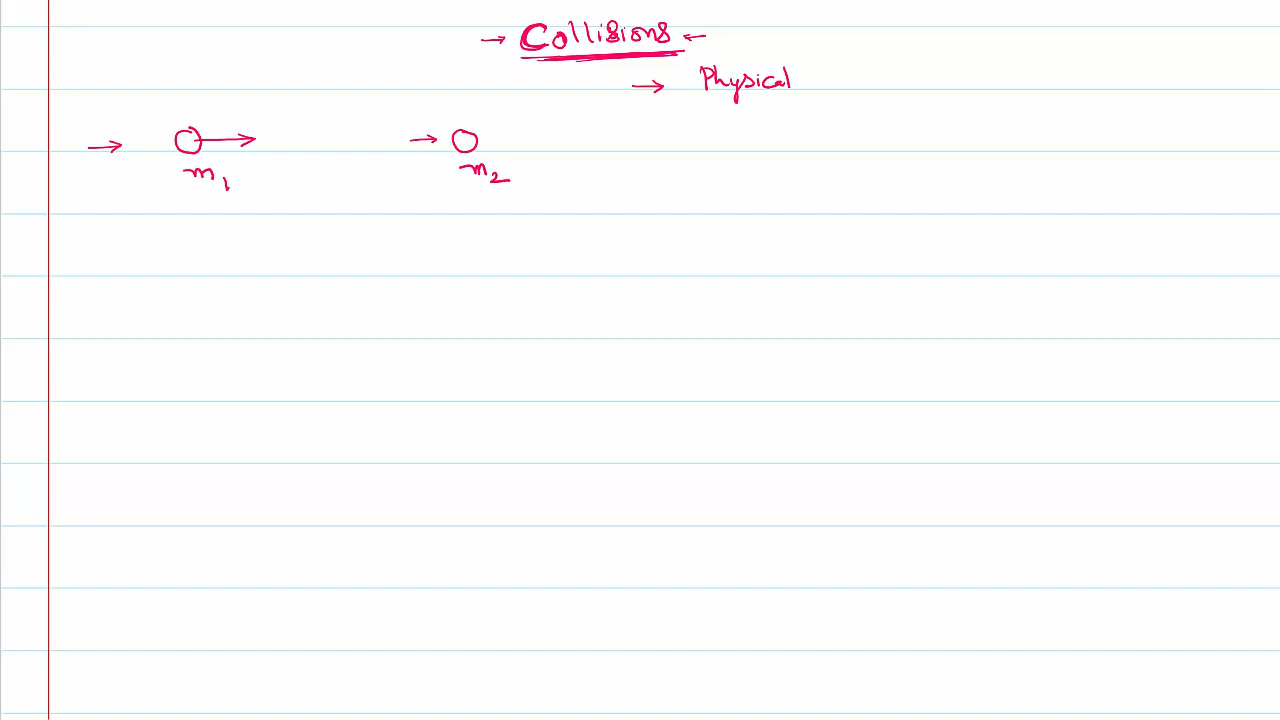 → Collisions ←
→ Physical
m₁ m₂